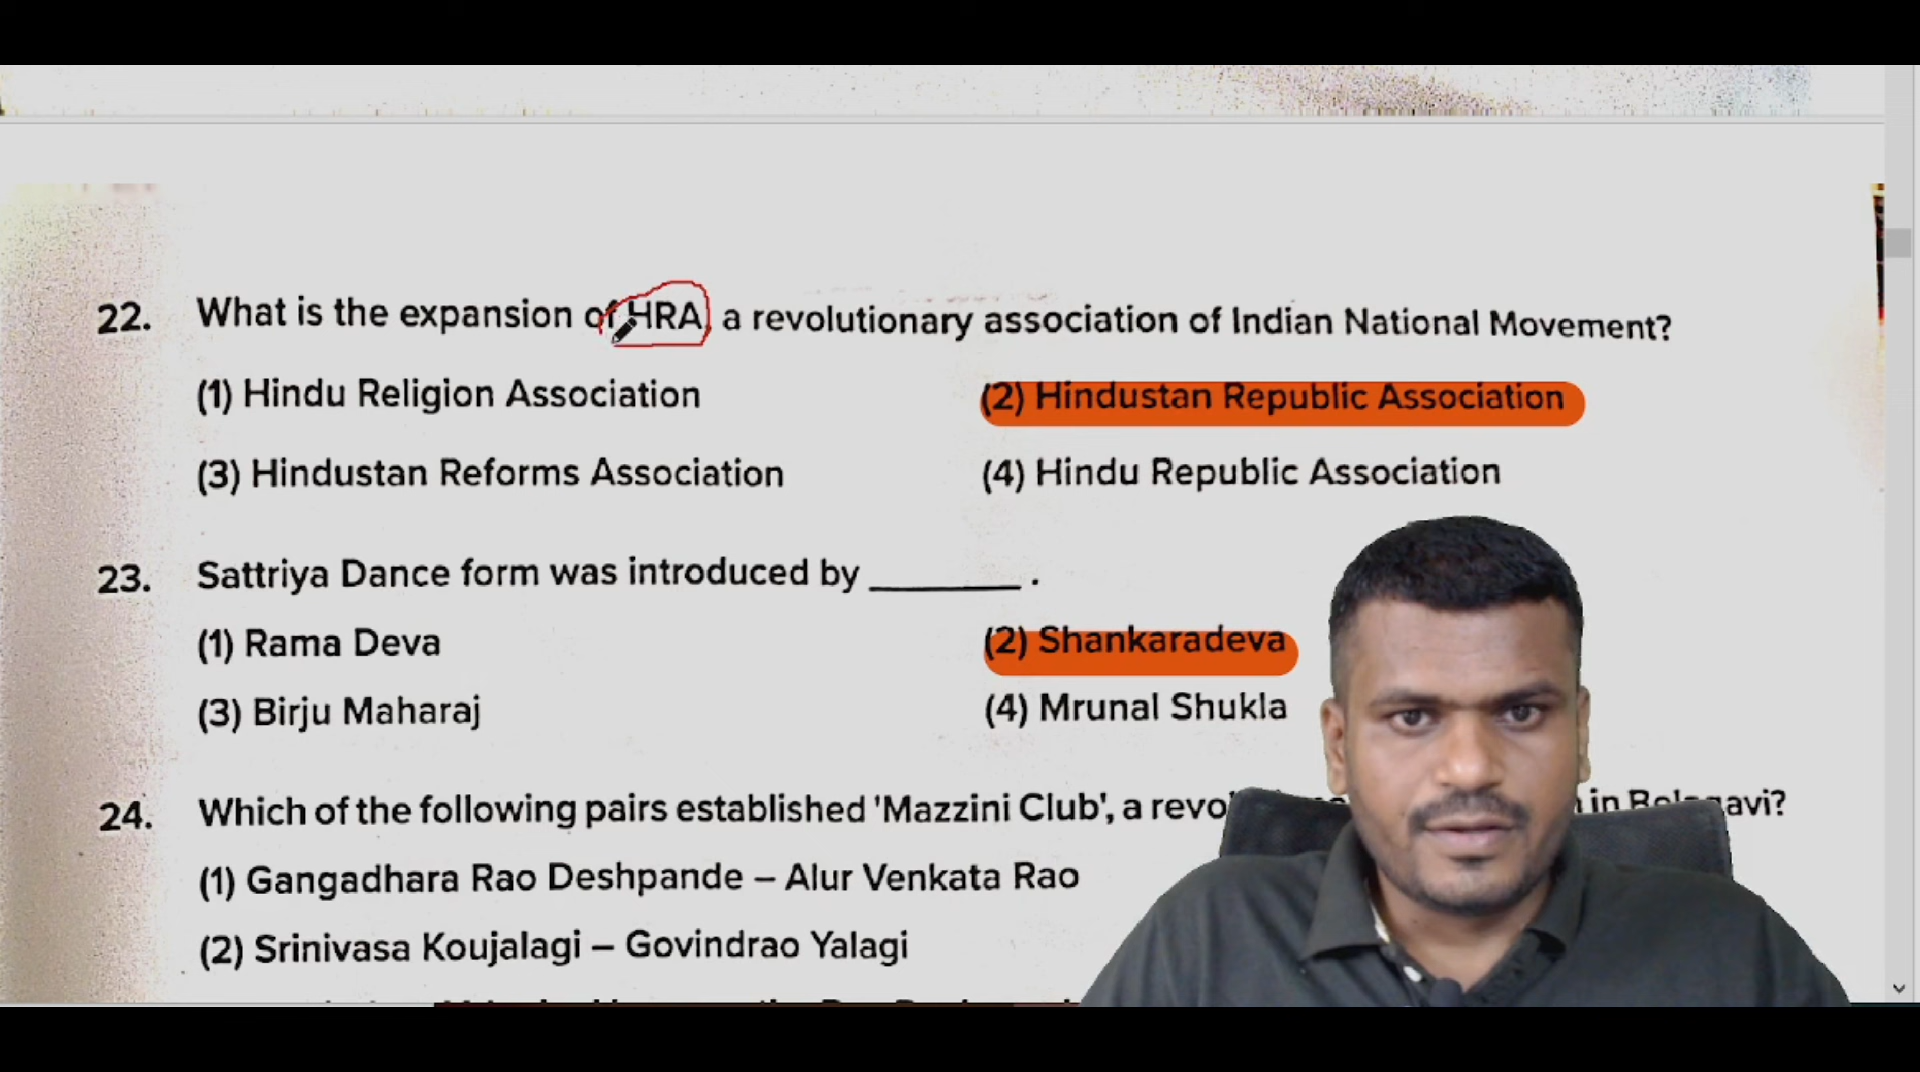 22. What is the expansion of HRA, a revolutionary association of Indian National Movement?
(1) Hindu Religion Association (2) Hindustan Republic Association
(3) Hindustan Reforms Association (4) Hindu Republic Association
23. Sattriya Dance form was introduced by ________ .
(1) Rama Deva (2) Shankaradeva
(3) Birju Maharaj (4) Mrunal Shukla
24. Which of the following pairs established 'Mazzini Club', a in
(1) Gangadhara Rao Deshpande – Alur Venkata Rao
(2) Srinivasa Koujalagi – Govindrao Yalagi